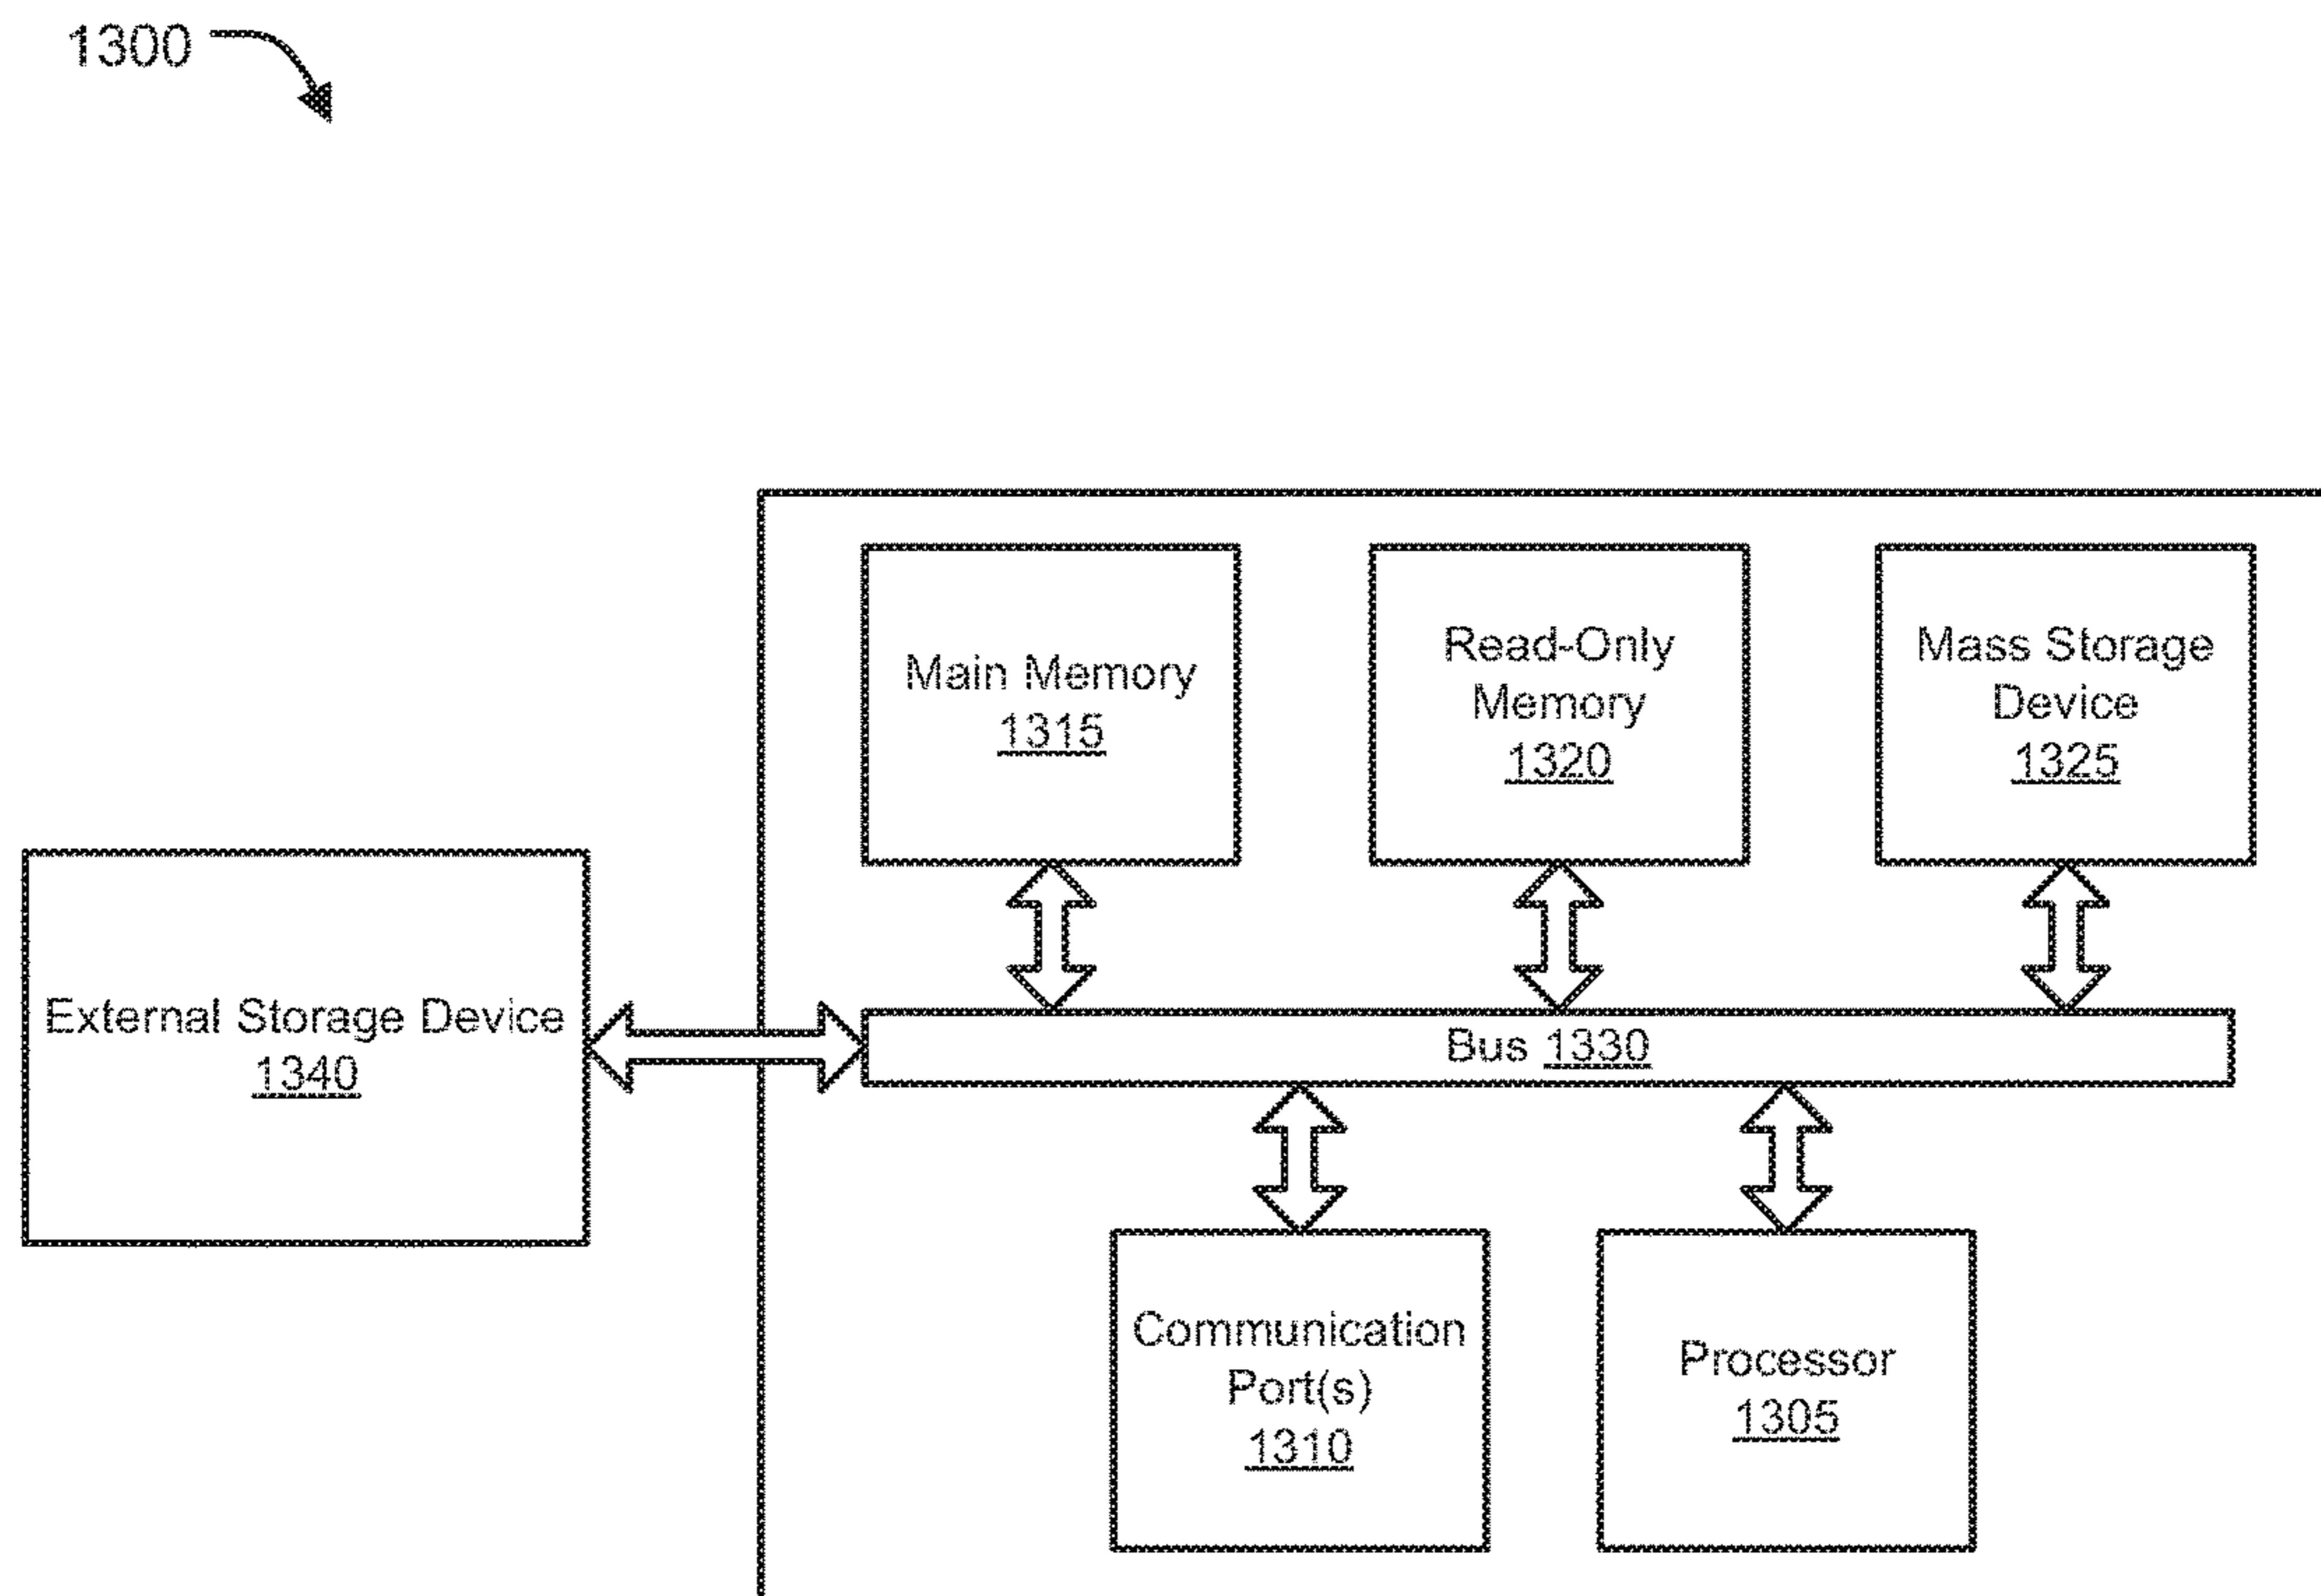 1300
Main Memory
1315
Read-Only
Memory
1320
Mass Storage
Device
1325
External Storage Device
1340
Bus 1330
Communication
Port(s)
1310
Processor
1305